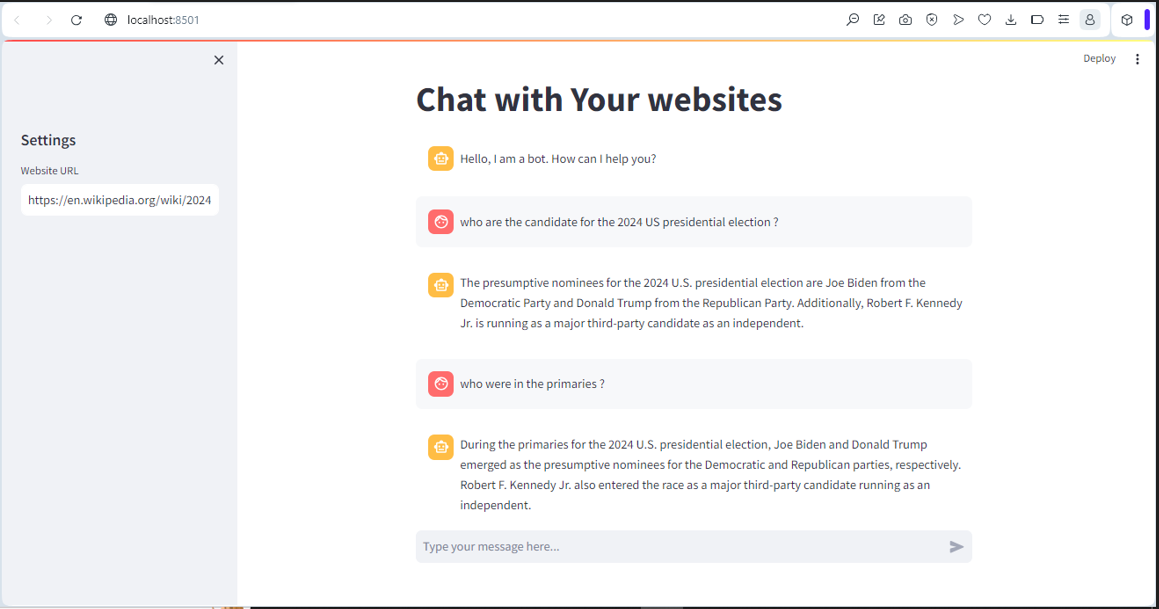 localhost:8501
Deploy
Settings
Website URL
https://en.wikipedia.org/wiki/2024
Chat with Your websites
Hello, I am a bot. How can I help you?
who are the candidate for the 2024 US presidential election ?
The presumptive nominees for the 2024 U.S. presidential election are Joe Biden from the
Democratic Party and Donald Trump from the Republican Party. Additionally, Robert F. Kennedy
Jr. is running as a major third-party candidate as an independent.
who were in the primaries ?
During the primaries for the 2024 U.S. presidential election, Joe Biden and Donald Trump
emerged as the presumptive nominees for the Democratic and Republican parties, respectively.
Robert F. Kennedy Jr. also entered the race as a major third-party candidate running as an
independent.
Type your message here...